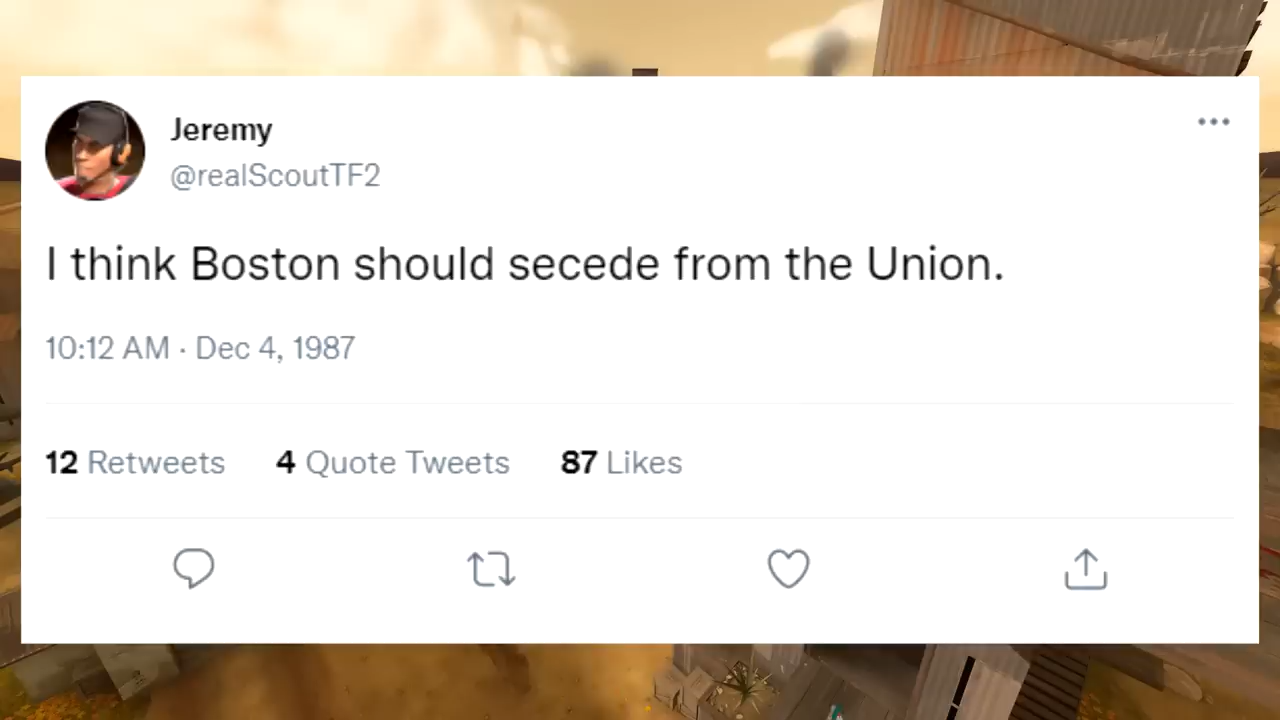 Jeremy
@realScoutTF2
I think Boston should secede from the Union.
10:12 AM · Dec 4, 1987
12 Retweets 4 Quote Tweets 87 Likes